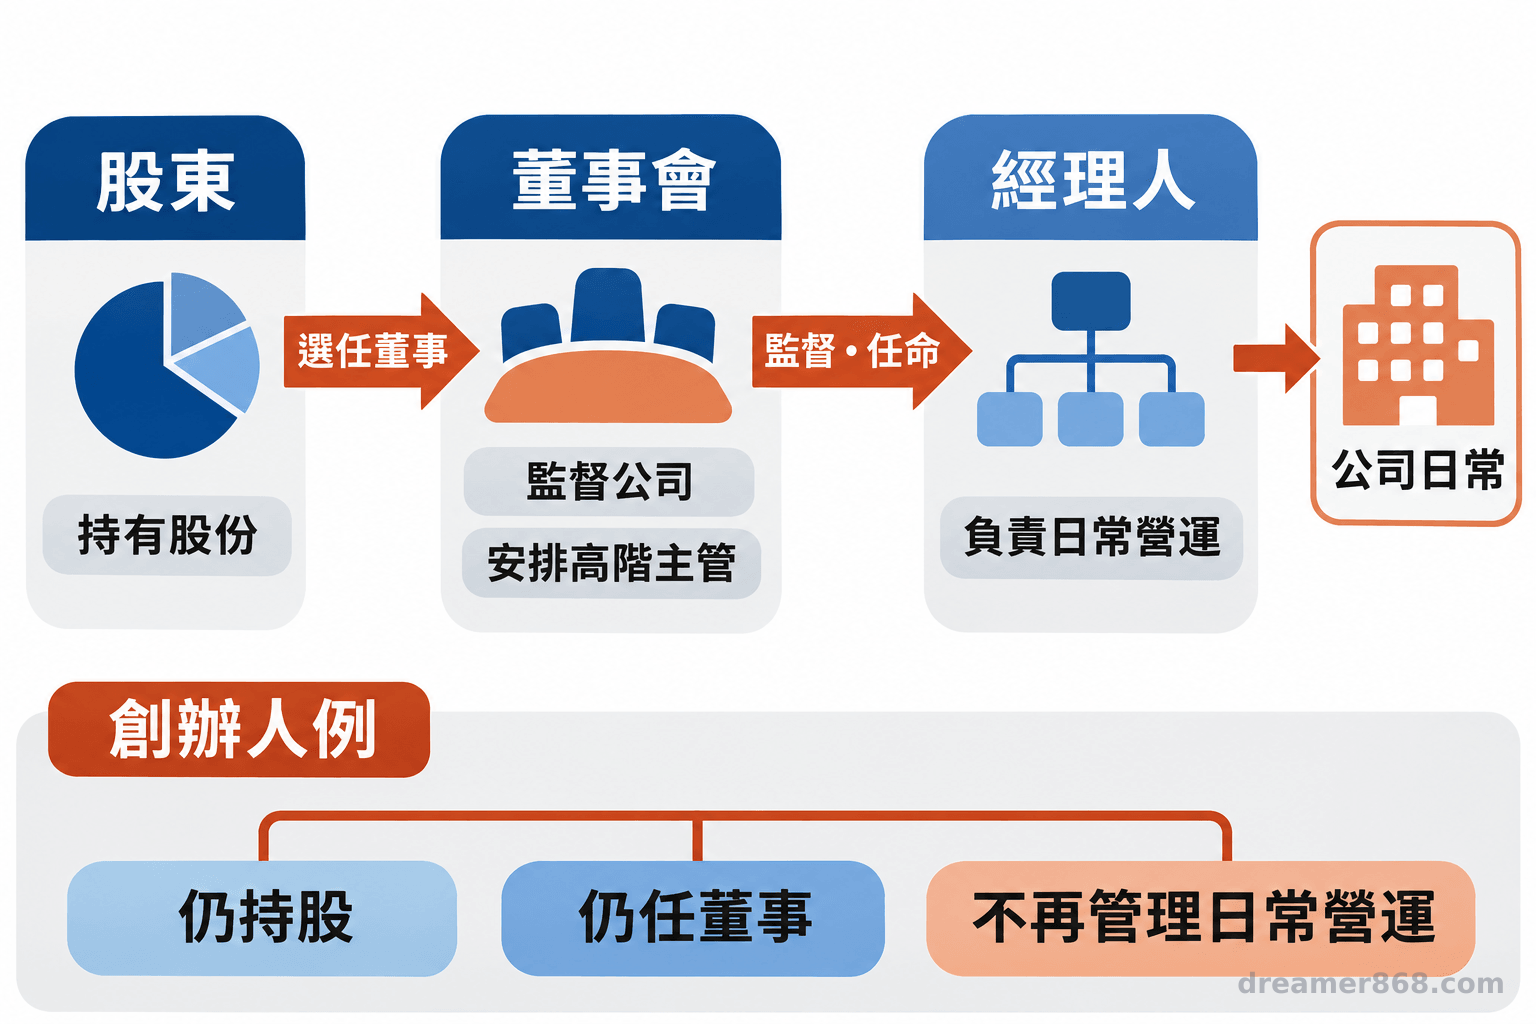 股東
董事會
經理人
選任董事
監督・任命
持有股份
監督公司
安排高階主管
負責日常營運
公司日常
創辦人例
仍持股
仍任董事
不再管理日常營運
dreamer868.com